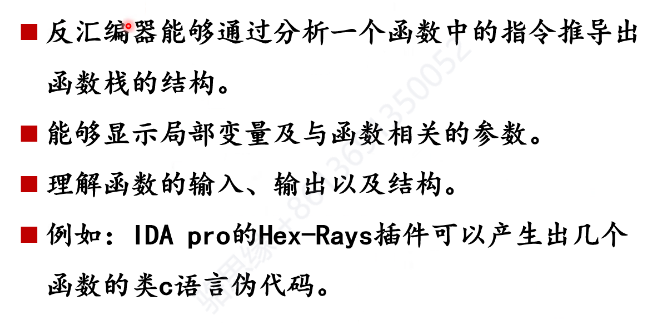 反汇编器能够通过分析一个函数中的指令推导出
函数栈的结构。
能够显示局部变量及与函数相关的参数。
理解函数的输入、输出以及结构。
例如：IDA pro的Hex-Rays插件可以产生出几个
函数的类c语言伪代码。